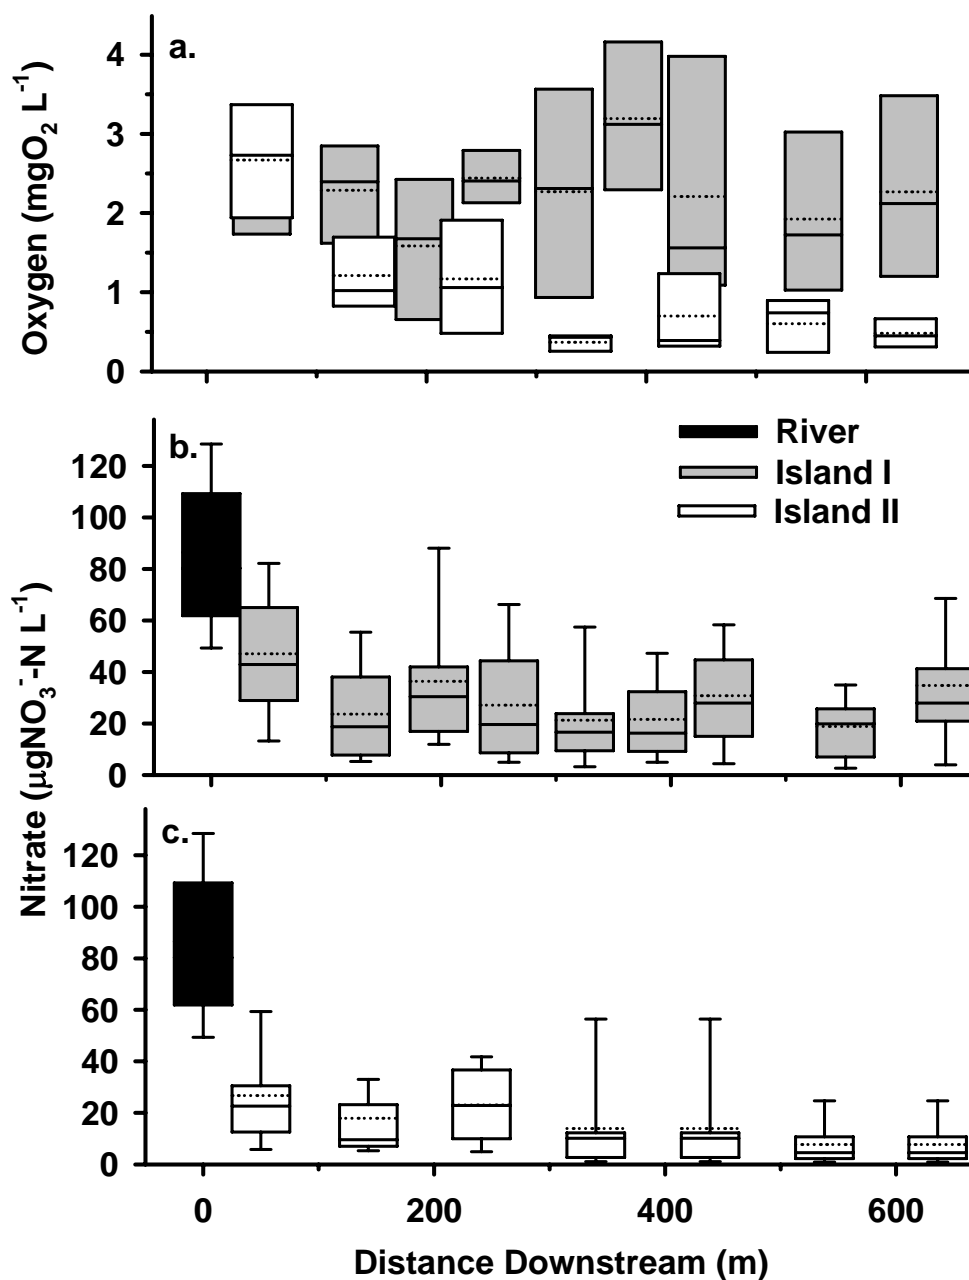 a.
Oxygen (mgO₂ L⁻¹)
4
3
2
1
0
b.
River
Island I
Island II
120
100
80
60
40
20
0
Nitrate (µgNO₃⁻-N L⁻¹)
c.
120
100
80
60
40
20
0
0 200 400 600
Distance Downstream (m)